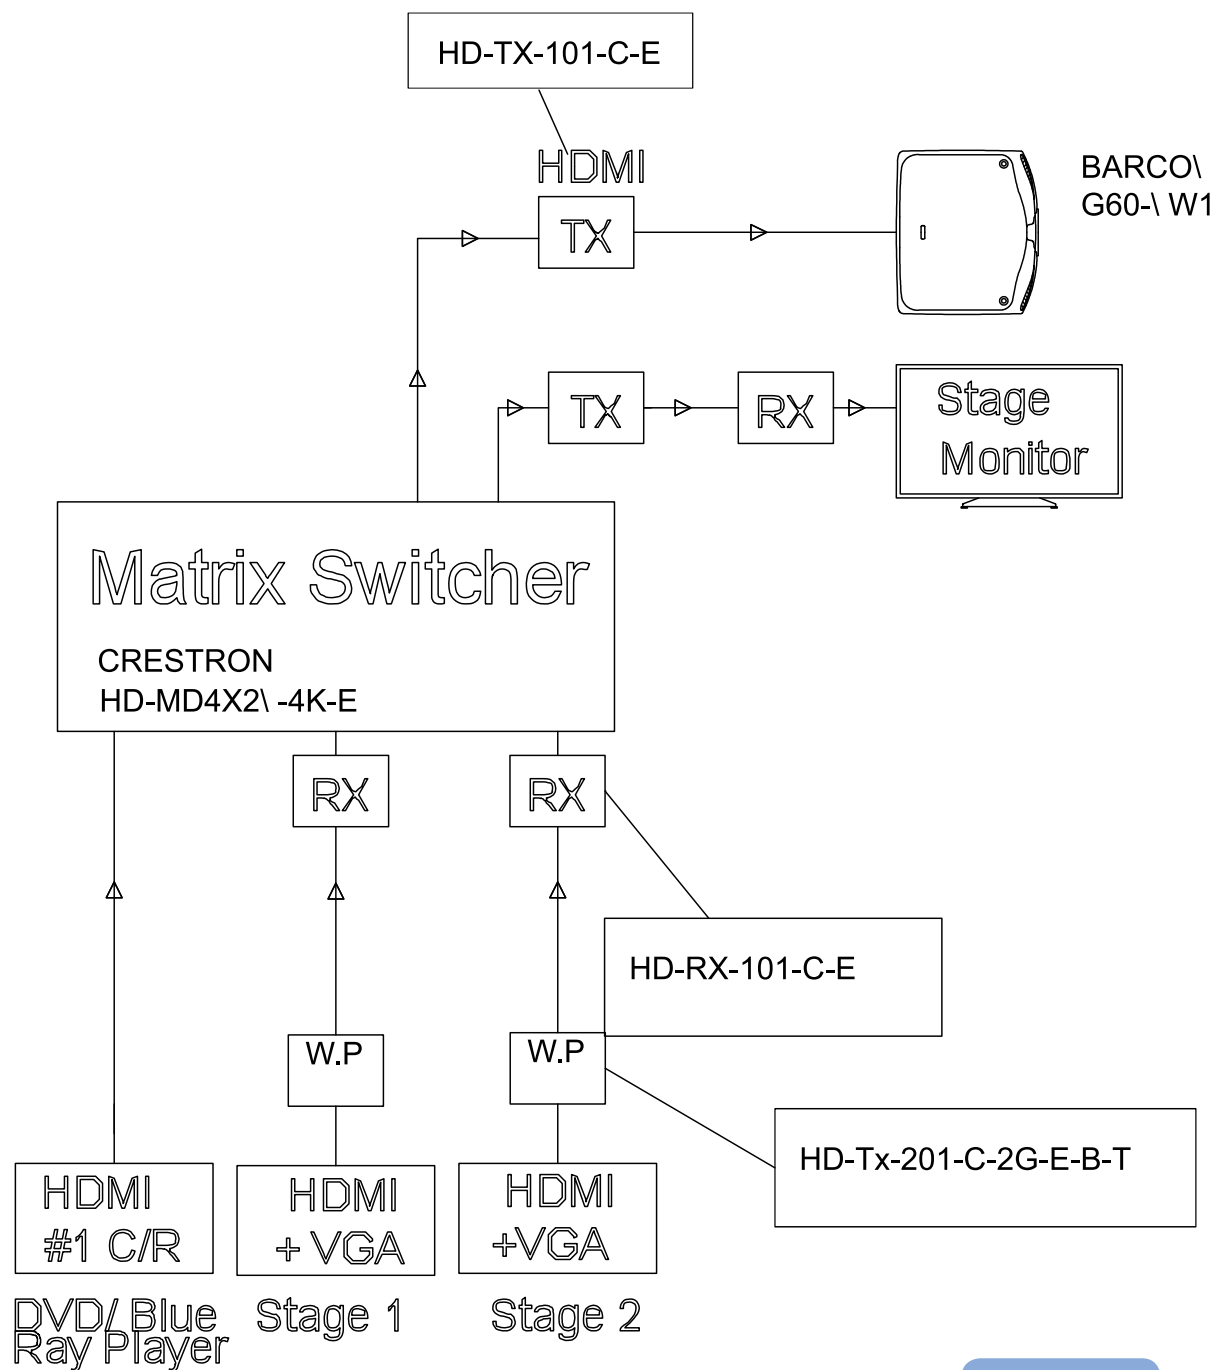 HD-TX-101-C-E
HDMI
TX
BARCO\
G60-\ W1
TX
RX
Stage
Monitor
Matrix Switcher
CRESTRON
HD-MD4X2\ -4K-E
RX
RX
HD-RX-101-C-E
W.P
W.P
HD-Tx-201-C-2G-E-B-T
HDMI
#1 C/R
HDMI
+ VGA
HDMI
+VGA
DVD/ Blue
Ray Player
Stage 1
Stage 2